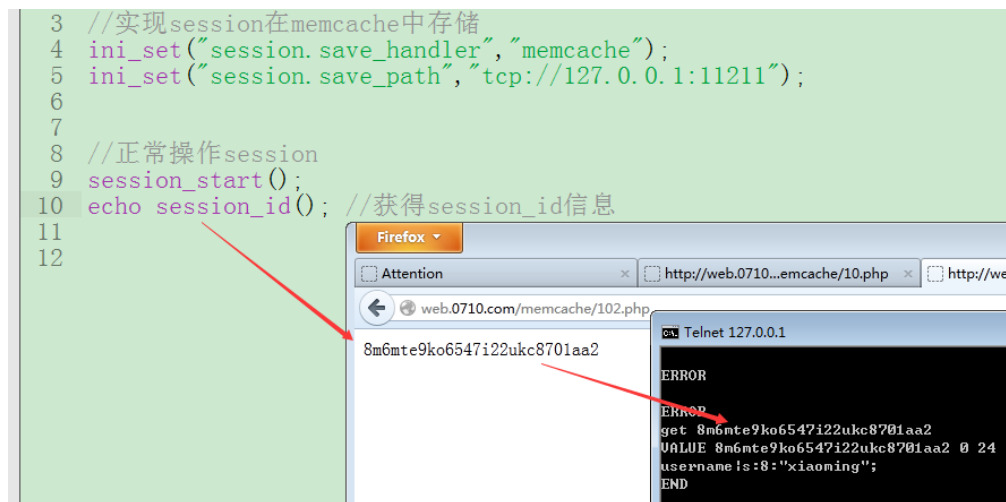 3 //实现session在memcache中存储
4 ini_set("session.save_handler","memcache");
5 ini_set("session.save_path","tcp://127.0.0.1:11211");
6
7
8 //正常操作session
9 session_start();
10 echo session_id(); //获得session_id信息
11
12
Firefox
Attention
http://web.0710...emcache/10.php
http://we
web.0710.com/memcache/102.php
8m6mte9ko6547i22ukc8701aa2
Telnet 127.0.0.1
ERROR
ERROR
get 8m6mte9ko6547i22ukc8701aa2
VALUE 8m6mte9ko6547i22ukc8701aa2 0 24
username|s:8:"xiaoming";
END